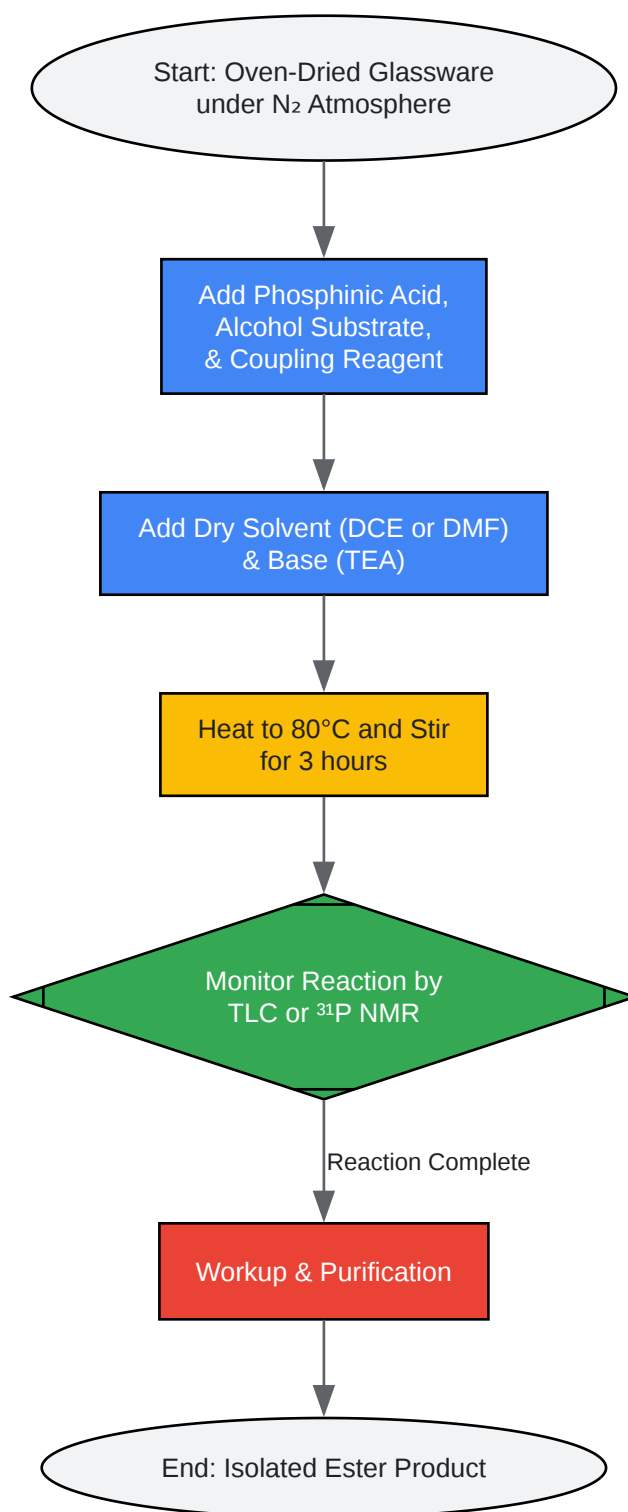 Start: Oven-Dried Glassware
under N₂ Atmosphere
Add Phosphinic Acid,
Alcohol Substrate,
& Coupling Reagent
Add Dry Solvent (DCE or DMF)
& Base (TEA)
Heat to 80°C and Stir
for 3 hours
Monitor Reaction by
TLC or ³¹P NMR
Reaction Complete
Workup & Purification
End: Isolated Ester Product